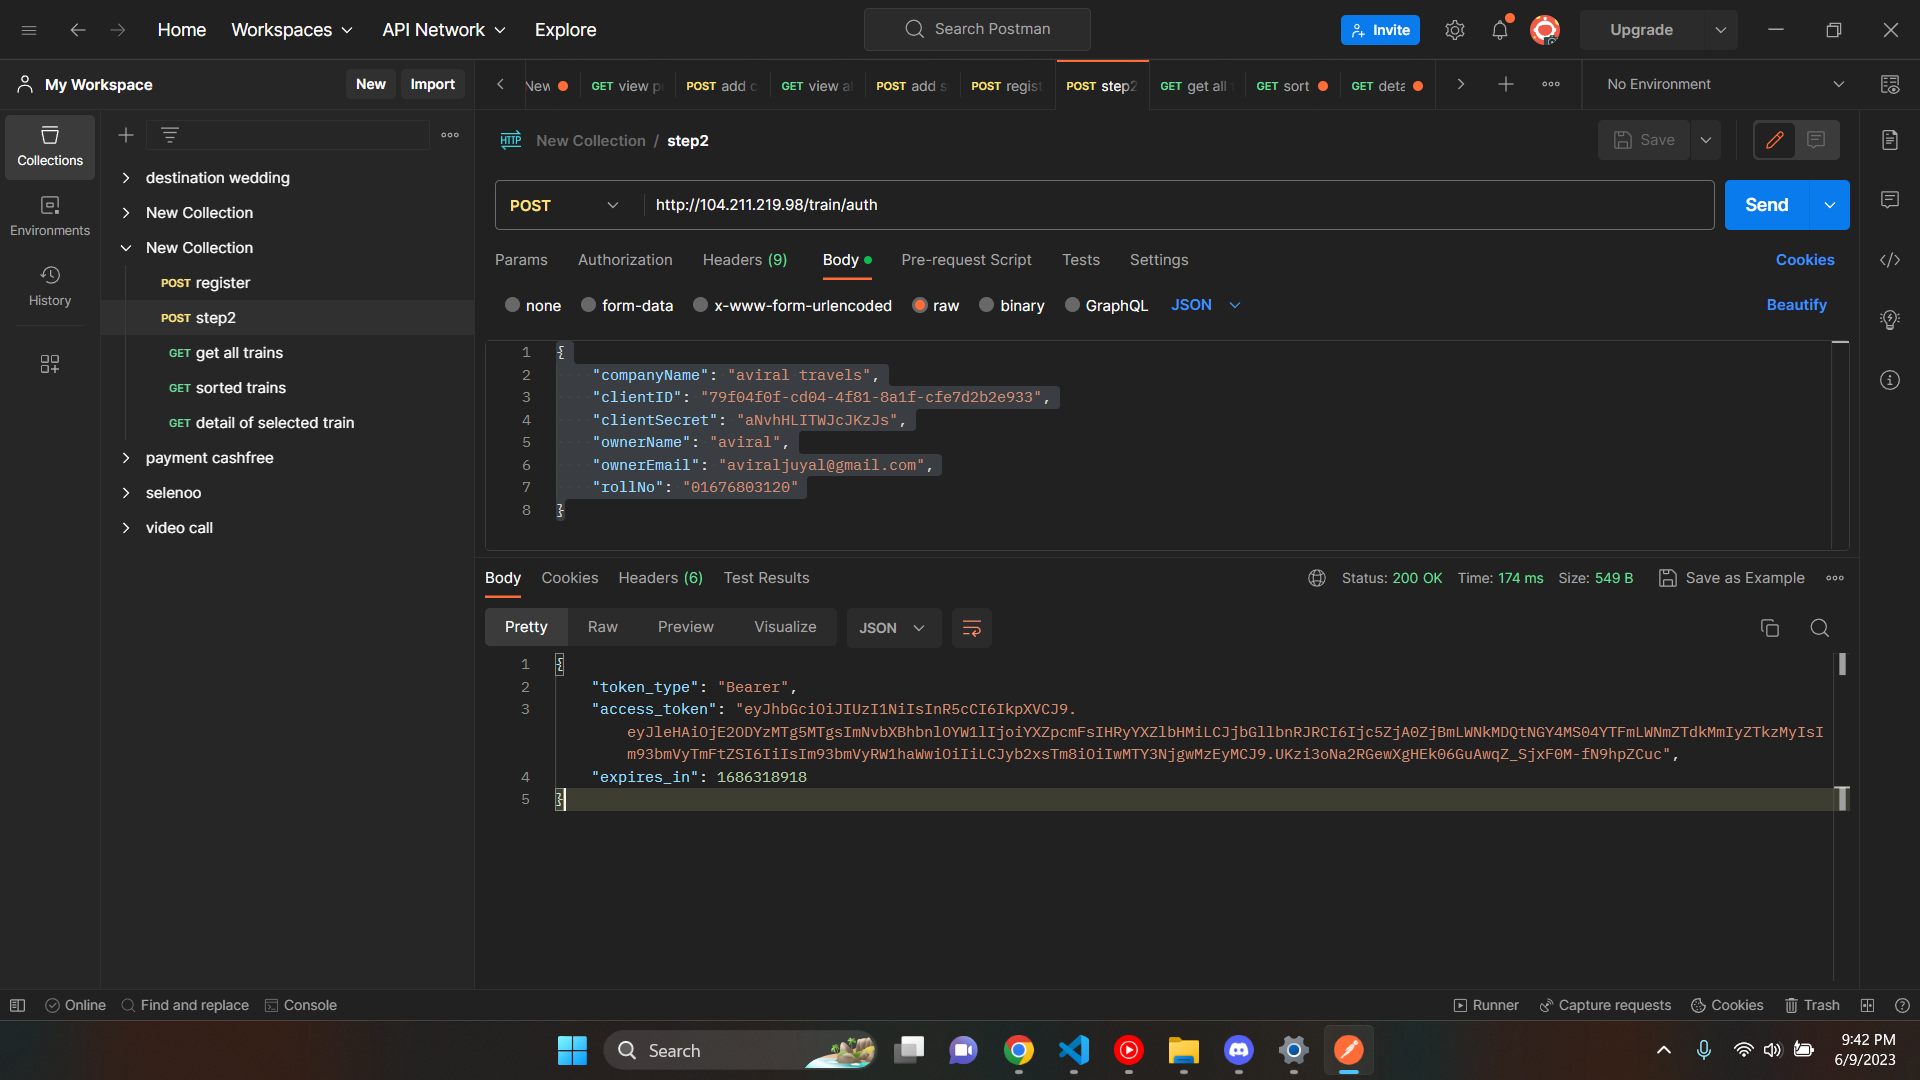 Home
Workspaces
API Network
Explore
Search Postman
Invite
Upgrade
My Workspace
New
Import
New
GET view p
POST add c
GET view a
POST add s
POST regist
POST step2
GET get all
GET sort
GET deta
No Environment
Collections
Environments
History
destination wedding
New Collection
New Collection
POST register
POST step2
GET get all trains
GET sorted trains
GET detail of selected train
payment cashfree
selenoo
video call
HTTP
New Collection / step2
Save
POST
http://104.211.219.98/train/auth
Send
Params
Authorization
Headers (9)
Body
Pre-request Script
Tests
Settings
Cookies
none
form-data
x-www-form-urlencoded
raw
binary
GraphQL
JSON
Beautify
1 {
2 "companyName": "aviral travels",
3 "clientID": "79f04f0f-cd04-4f81-8a1f-cfe7d2b2e933",
4 "clientSecret": "aNvhHLITWJcJKzJs",
5 "ownerName": "aviral",
6 "ownerEmail": "aviraljuyal@gmail.com",
7 "rollNo": "01676803120"
8 }
Body
Cookies
Headers (6)
Test Results
Status: 200 OK
Time: 174 ms
Size: 549 B
Save as Example
Pretty
Raw
Preview
Visualize
JSON
1 {
2 "token_type": "Bearer",
3 "access_token": "eyJhbGciOiJIUzI1NiIsInR5cCI6IkpXVCJ9.
eyJleHAiOjE2ODYzMTg5MTgsImNvbXBhbnlOYW1lIjoiYXZpcmFsIHRyYXZlbHMiLCJjbGllbnRJRCI6Ijc5ZjA0ZjBmLWNkMDQtNGY4MS04YTFmLWNmZTdkMmIyZTkzMyIsI
m93bmVyTmFtZSI6IiIsIm93bmVyRW1haWwiOiIiLCJyb2xsTm8iOiIwMTY3NjgwMzEyMCJ9.UKzi3oNa2RGewXgHEk06GuAwqZ_SjxF0M-fN9hpZCuc",
4 "expires_in": 1686318918
5 }
Online
Find and replace
Console
Runner
Capture requests
Cookies
Trash
Search
9:42 PM
6/9/2023